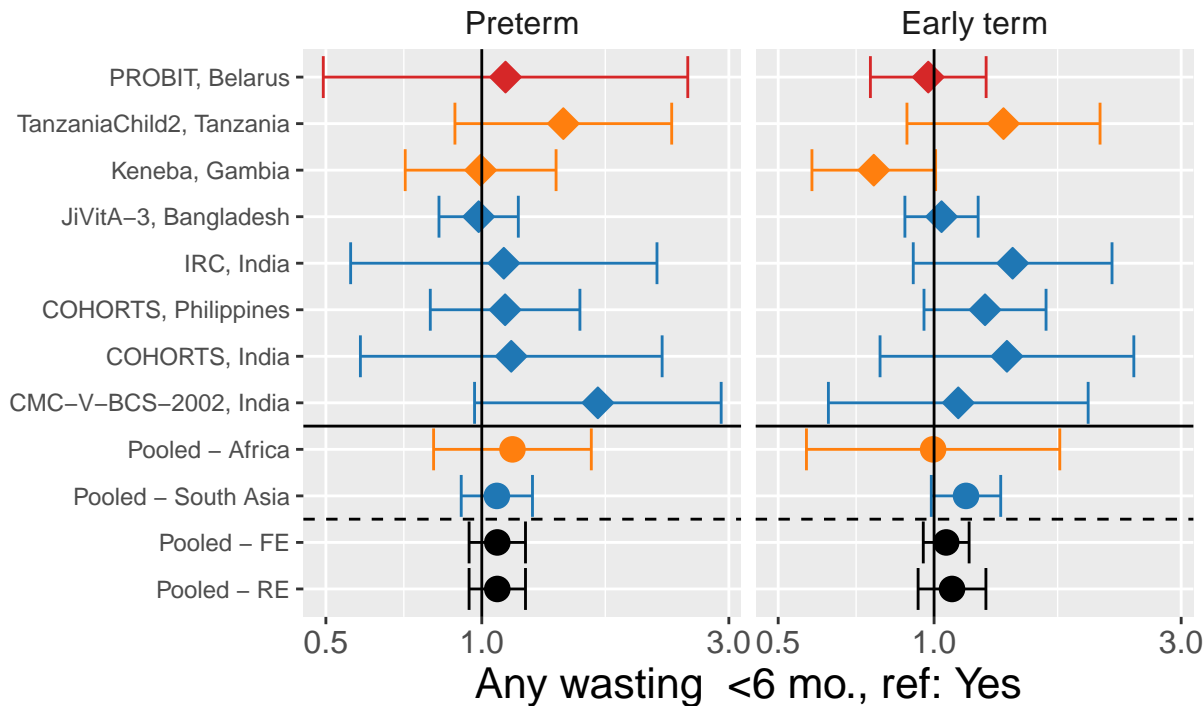 Preterm Early term
PROBIT, Belarus
TanzaniaChild2, Tanzania
Keneba, Gambia
JiVitA−3, Bangladesh
IRC, India
COHORTS, Philippines
COHORTS, India
CMC−V−BCS−2002, India
Pooled − Africa
Pooled − South Asia
Pooled − FE
Pooled − RE
0.5 1.0 3.0 0.5 1.0 3.0
Any wasting <6 mo., ref: Yes